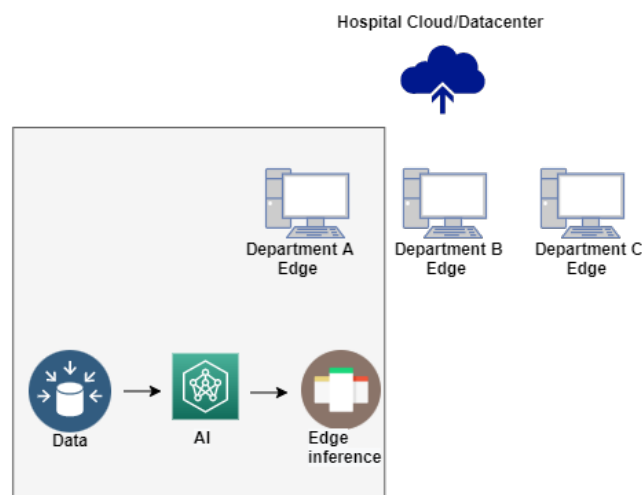 Hospital Cloud/Datacenter
Department A
Edge
Department B
Edge
Department C
Edge
Data
AI
Edge
inference